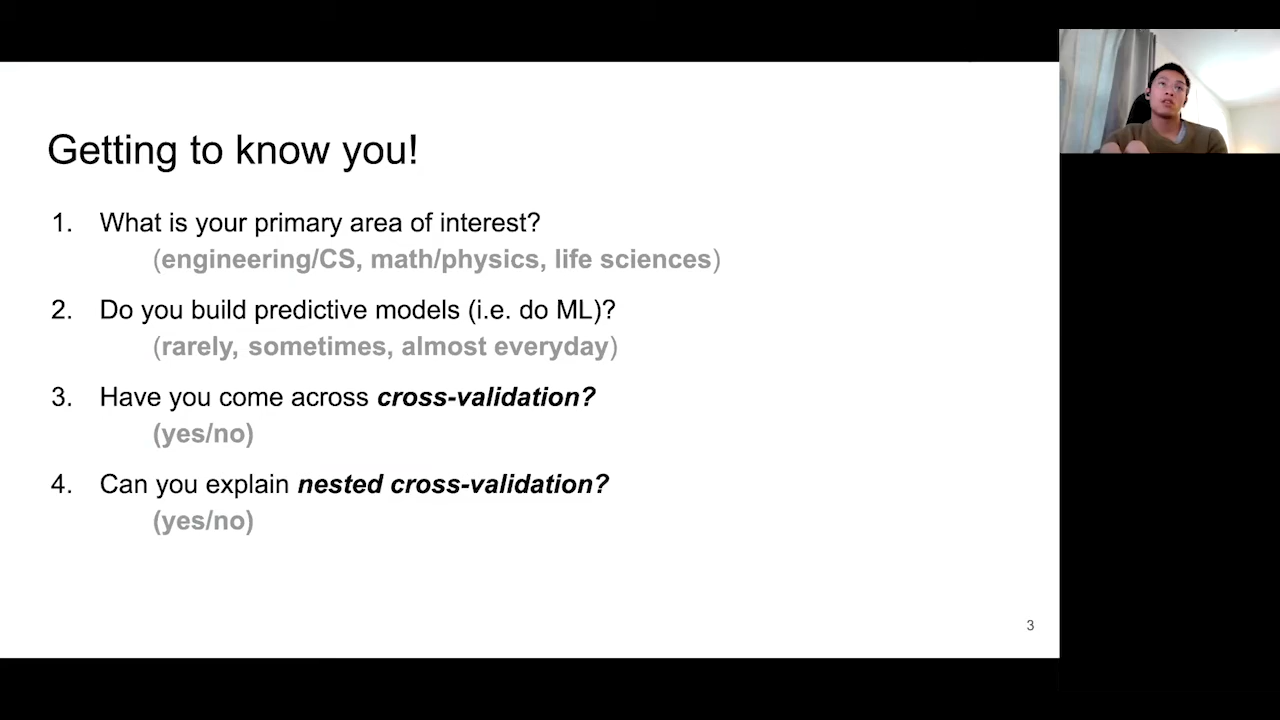 Getting to know you!
1. What is your primary area of interest?
(engineering/CS, math/physics, life sciences)
2. Do you build predictive models (i.e. do ML)?
(rarely, sometimes, almost everyday)
3. Have you come across cross-validation?
(yes/no)
4. Can you explain nested cross-validation?
(yes/no)
3